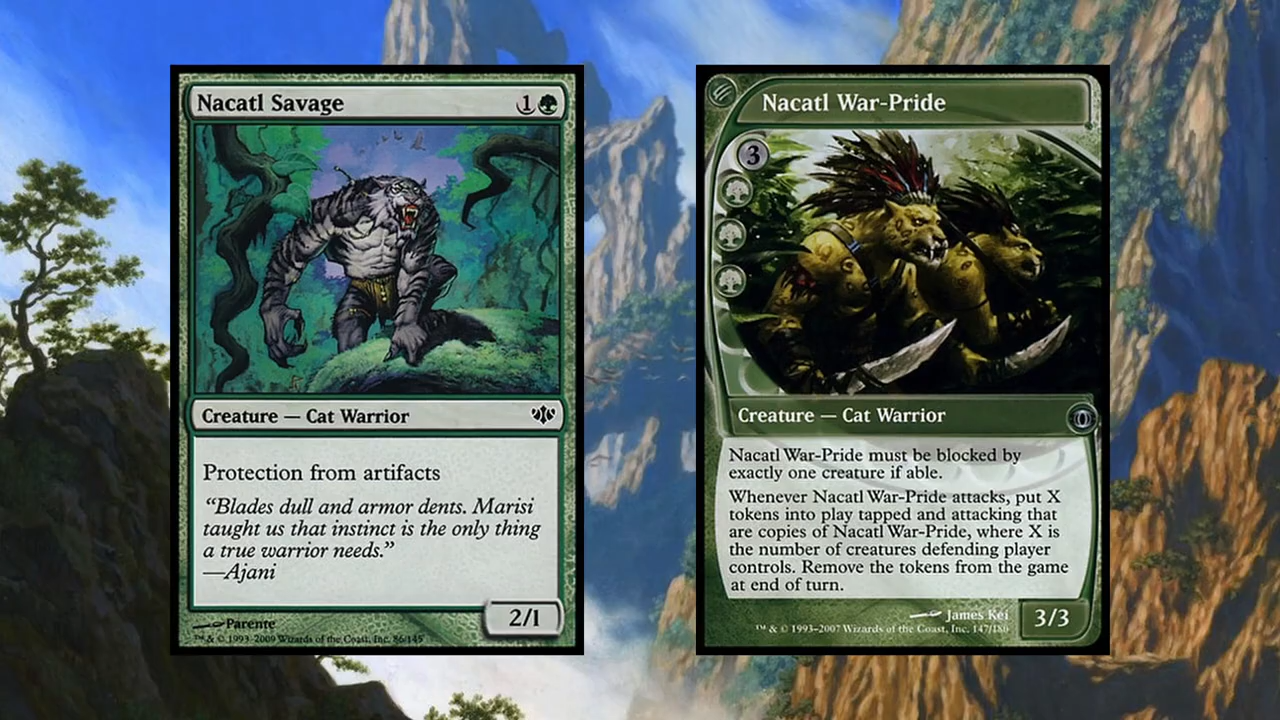 Nacatl Savage
1
Creature — Cat Warrior
Protection from artifacts
“Blades dull and armor dents. Marisi
taught us that instinct is the only thing
a true warrior needs.”
—Ajani
2/1
Parente
™ & © 1993-2009 Wizards of the Coast, Inc. 86/145
Nacatl War-Pride
3
Creature — Cat Warrior
Nacatl War-Pride must be blocked by
exactly one creature if able.
Whenever Nacatl War-Pride attacks, put X
tokens into play tapped and attacking that
are copies of Nacatl War-Pride, where X is
the number of creatures defending player
controls. Remove the tokens from the game
at end of turn.
James Kei
3/3
™ & © 1993-2007 Wizards of the Coast, Inc. 147/180